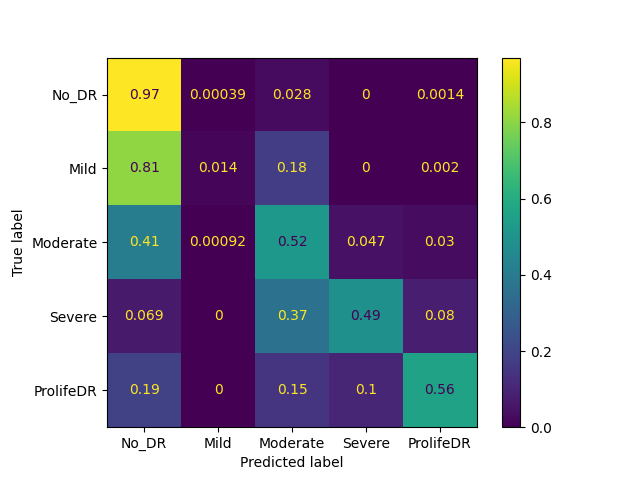 True label
No_DR 0.97 0.00039 0.028 0 0.0014
Mild 0.81 0.014 0.18 0 0.002
Moderate 0.41 0.00092 0.52 0.047 0.03
Severe 0.069 0 0.37 0.49 0.08
ProlifeDR 0.19 0 0.15 0.1 0.56
No_DR Mild Moderate Severe ProlifeDR
Predicted label
0.8
0.6
0.4
0.2
0.0